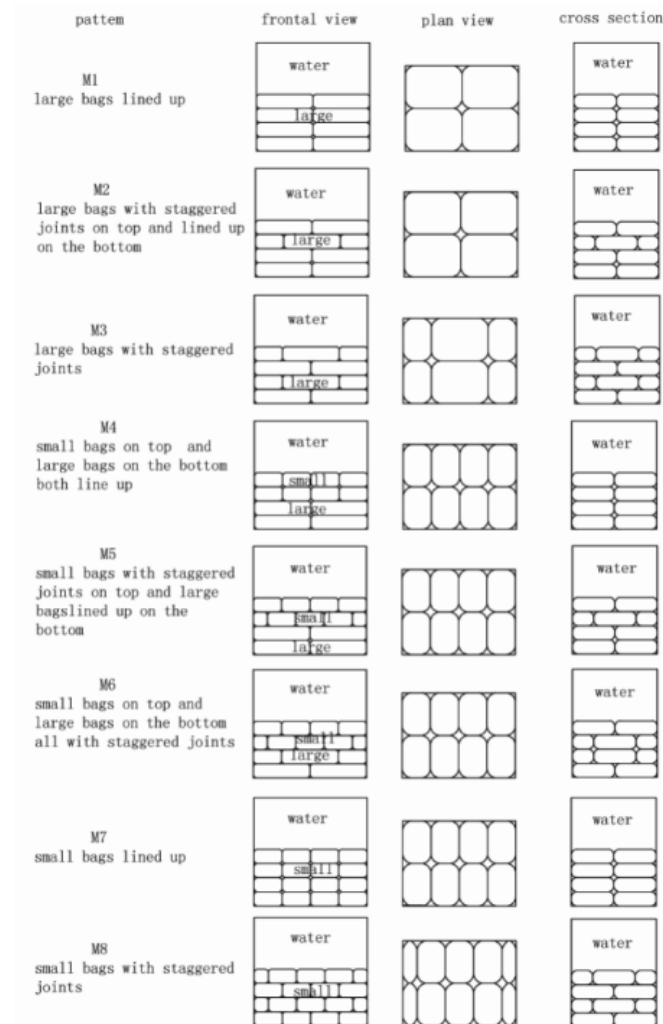 pattem frontal view plan view cross section
water water
M1
large bags lined up
large
water water
M2
large bags with staggered
joints on top and lined up
on the bottom
large
water water
M3
large bags with staggered
joints
large
M4
small bags on top and
large bags on the bottom
both line up
water water
small
large
M5
small bags with staggered
joints on top and large
bagslined up on the
bottom
water water
small
large
M6
small bags on top and
large bags on the bottom
all with staggered joints
water water
small
large
water water
M7
small bags lined up
small
water water
M8
small bags with staggered
joints
small